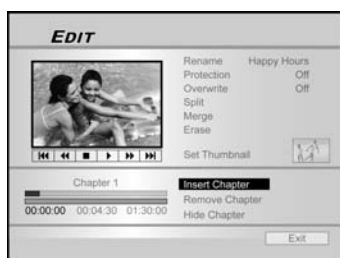 EDIT
Rename Happy Hours
Protection Off
Overwrite Off
Split
Merge
Erase
Set Thumbnail
Chapter 1
00:00:00 00:04:30 01:30:00
Insert Chapter
Remove Chapter
Hide Chapter
Exit